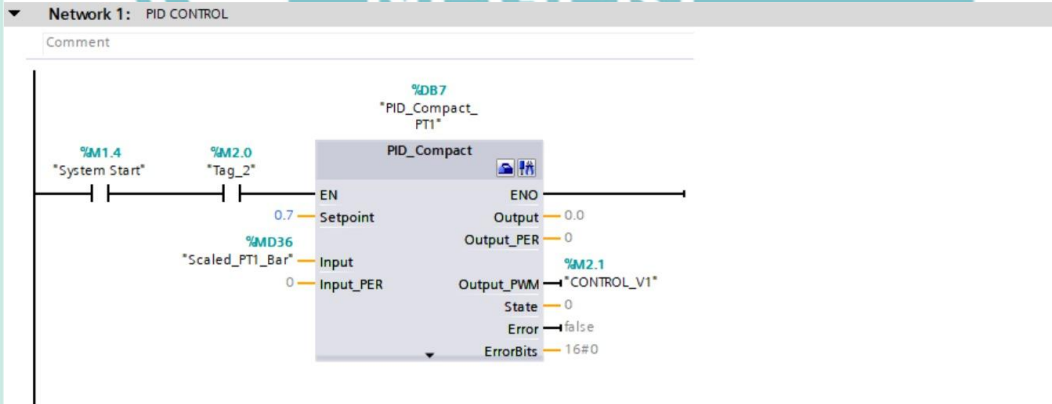 Network 1: PID CONTROL
Comment
%DB7
"PID_Compact_
PT1"
%M1.4
"System Start"
%M2.0
"Tag_2"
PID_Compact
EN
ENO
0.7
Setpoint
Output
0.0
Output_PER
0
%MD36
"Scaled_PT1_Bar"
Input
%M2.1
0
Input_PER
Output_PWM
"CONTROL_V1"
State
0
Error
false
ErrorBits
16#0